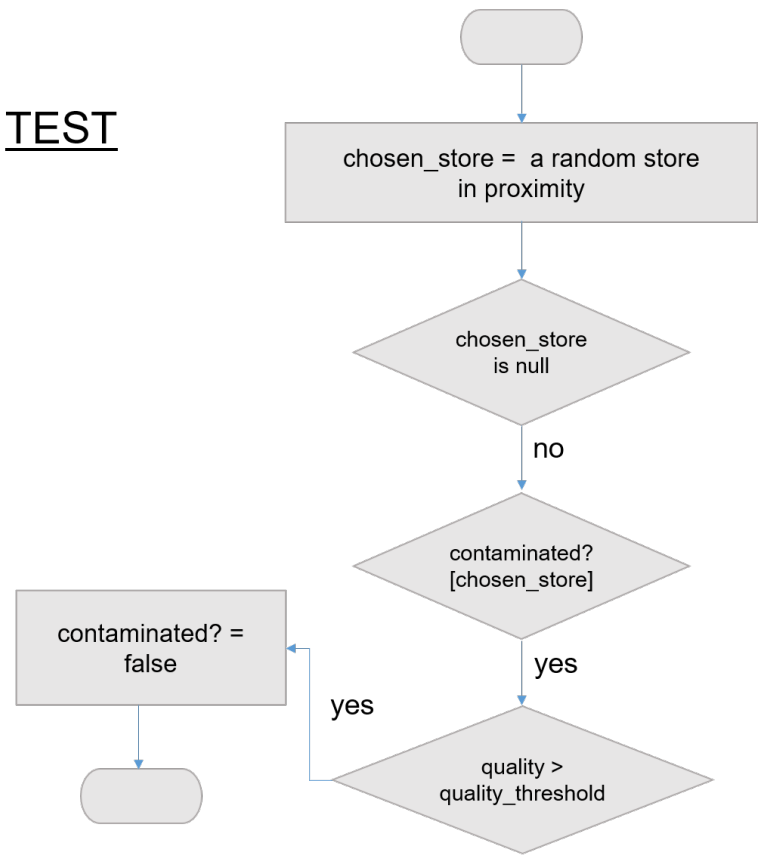 TEST
chosen_store = a random store
in proximity
chosen_store
is null
no
contaminated?
[chosen_store]
yes
quality >
quality_threshold
yes
contaminated? =
false